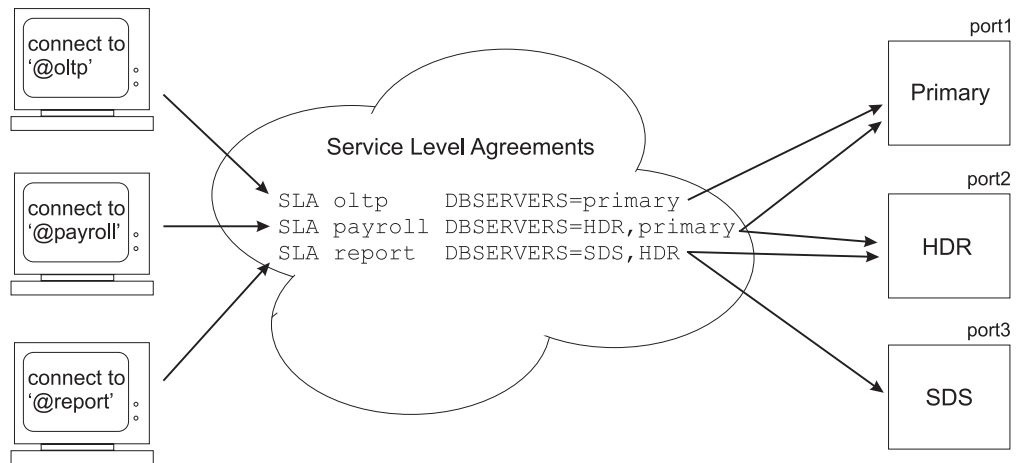 connect to
‘@oltp’
connect to
‘@payroll’
connect to
‘@report’
Service Level Agreements
SLA oltp DBSERVERS=primary
SLA payroll DBSERVERS=HDR,primary
SLA report DBSERVERS=SDS,HDR
port1
Primary
port2
HDR
port3
SDS